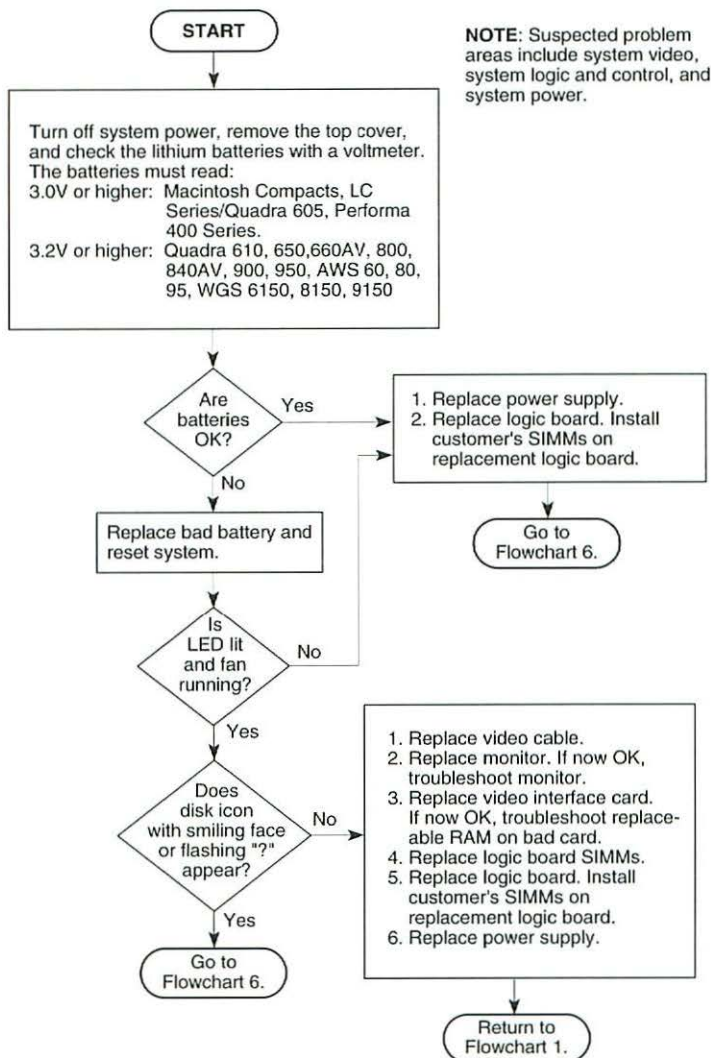 START
NOTE: Suspected problem
areas include system video,
system logic and control, and
system power.
Turn off system power, remove the top cover,
and check the lithium batteries with a voltmeter.
The batteries must read:
3.0V or higher: Macintosh Compacts, LC
Series/Quadra 605, Performa
400 Series.
3.2V or higher: Quadra 610, 650,660AV, 800,
840AV, 900, 950, AWS 60, 80,
95, WGS 6150, 8150, 9150
Are
batteries
OK?
Yes
No
1. Replace power supply.
2. Replace logic board. Install
customer's SIMMs on
replacement logic board.
Go to
Flowchart 6.
Replace bad battery and
reset system.
Is
LED lit
and fan
running?
No
Yes
Does
disk icon
with smiling face
or flashing "?"
appear?
No
Yes
1. Replace video cable.
2. Replace monitor. If now OK,
troubleshoot monitor.
3. Replace video interface card.
If now OK, troubleshoot replace-
able RAM on bad card.
4. Replace logic board SIMMs.
5. Replace logic board. Install
customer's SIMMs on
replacement logic board.
6. Replace power supply.
Go to
Flowchart 6.
Return to
Flowchart 1.